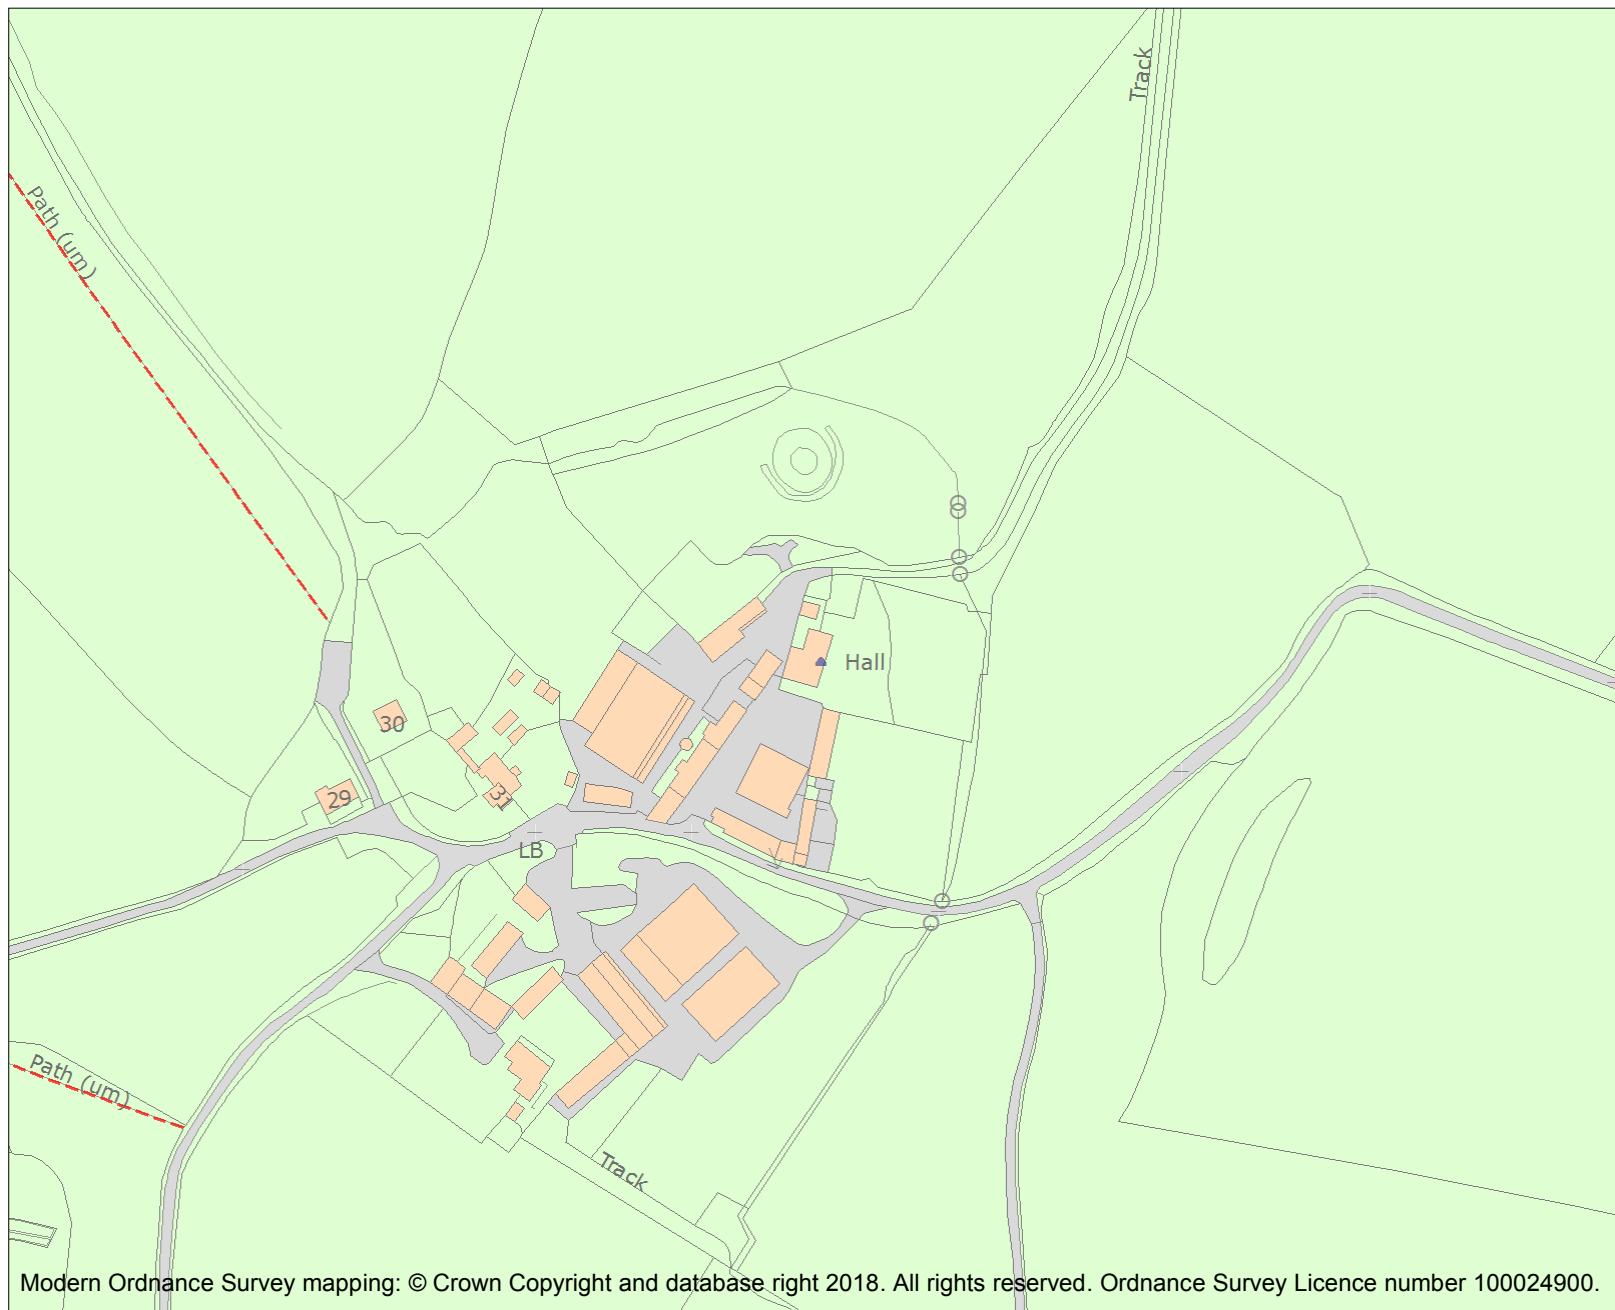 Track
Path (um)
Hall
30
29
31
LB
Path (um)
Track
Modern Ordnance Survey mapping: © Crown Copyright and database right 2018. All rights reserved. Ordnance Survey Licence number 100024900.